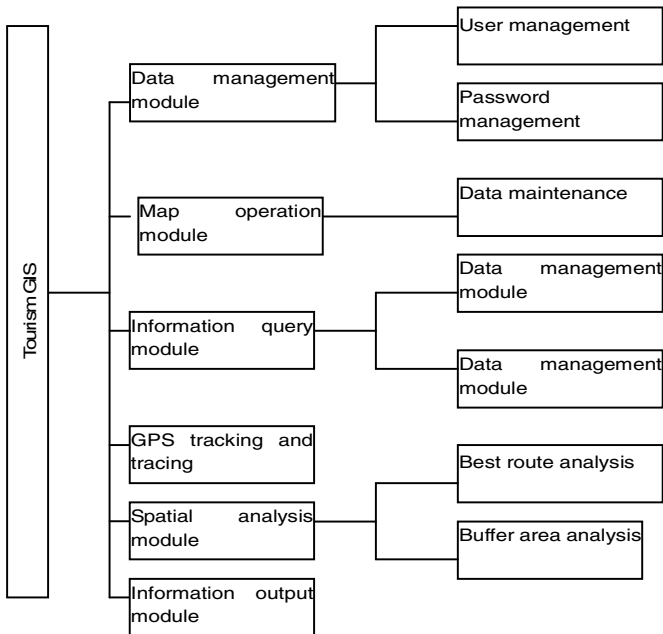 Tourism GIS
Data management
module
User management
Password
management
Map operation
module
Data maintenance
Information query
module
Data management
module
Data management
module
GPS tracking and
tracing
Spatial analysis
module
Best route analysis
Buffer area analysis
Information output
module